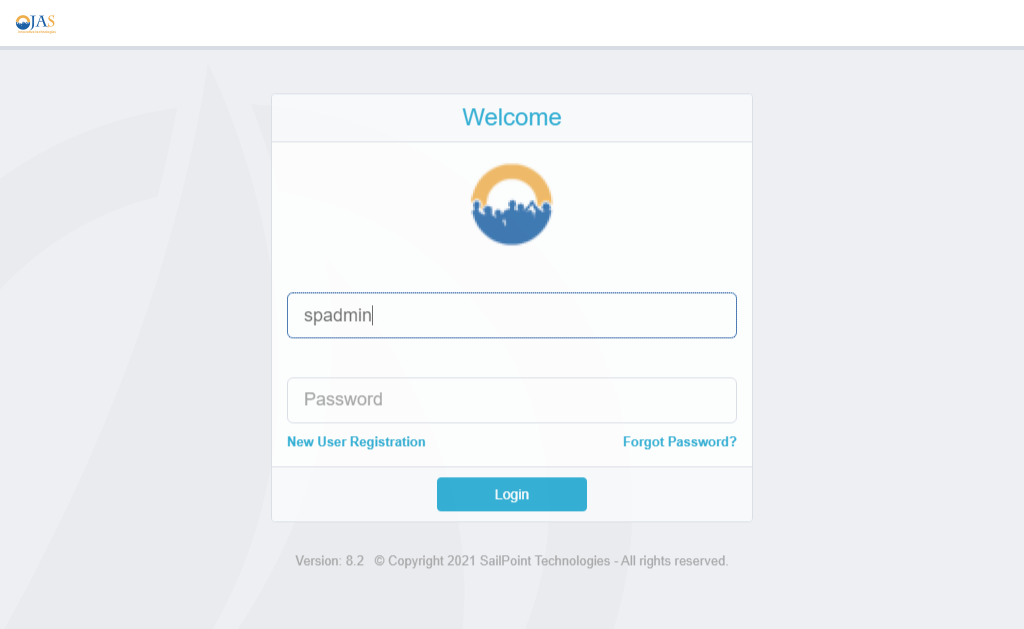 OJAS
Welcome
spadmin
Password
New User Registration
Forgot Password?
Login
Version: 8.2 © Copyright 2021 SailPoint Technologies - All rights reserved.